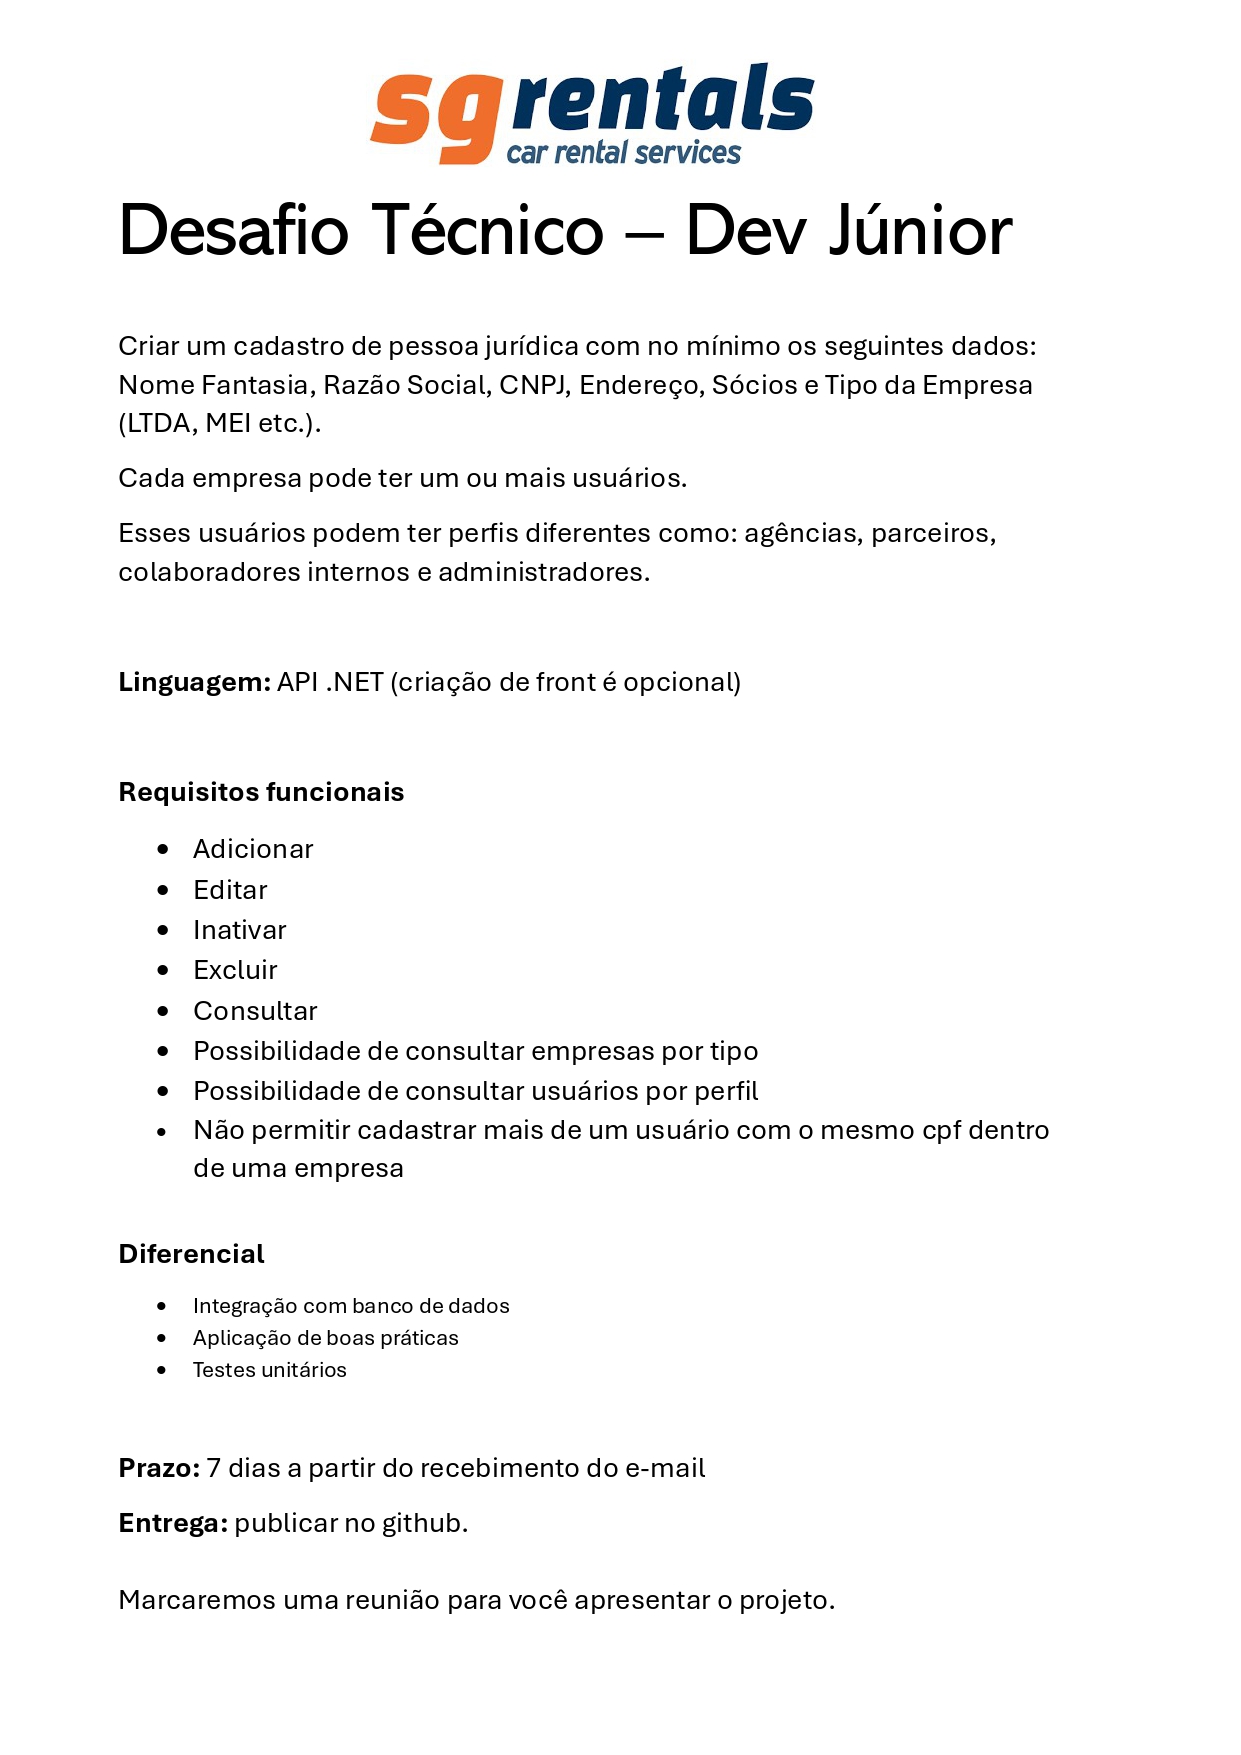 sgrentals
car rental services
Desafio Técnico – Dev Júnior
Criar um cadastro de pessoa jurídica com no mínimo os seguintes dados:
Nome Fantasia, Razão Social, CNPJ, Endereço, Sócios e Tipo da Empresa
(LTDA, MEI etc.).
Cada empresa pode ter um ou mais usuários.
Esses usuários podem ter perfis diferentes como: agências, parceiros,
colaboradores internos e administradores.
Linguagem: API .NET (criação de front é opcional)
Requisitos funcionais
• Adicionar
• Editar
• Inativar
• Excluir
• Consultar
• Possibilidade de consultar empresas por tipo
• Possibilidade de consultar usuários por perfil
• Não permitir cadastrar mais de um usuário com o mesmo cpf dentro
de uma empresa
Diferencial
• Integração com banco de dados
• Aplicação de boas práticas
• Testes unitários
Prazo: 7 dias a partir do recebimento do e-mail
Entrega: publicar no github.
Marcaremos uma reunião para você apresentar o projeto.